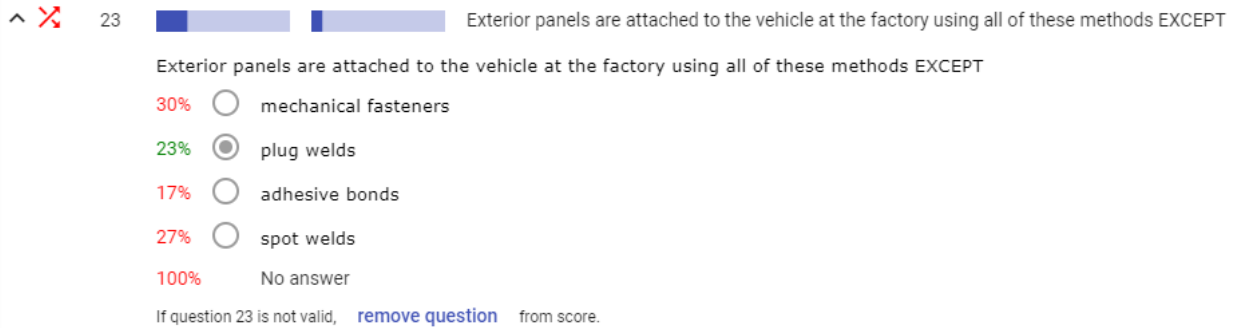 23 Exterior panels are attached to the vehicle at the factory using all of these methods EXCEPT
Exterior panels are attached to the vehicle at the factory using all of these methods EXCEPT
30% mechanical fasteners
23% plug welds
17% adhesive bonds
27% spot welds
100% No answer
If question 23 is not valid, remove question from score.